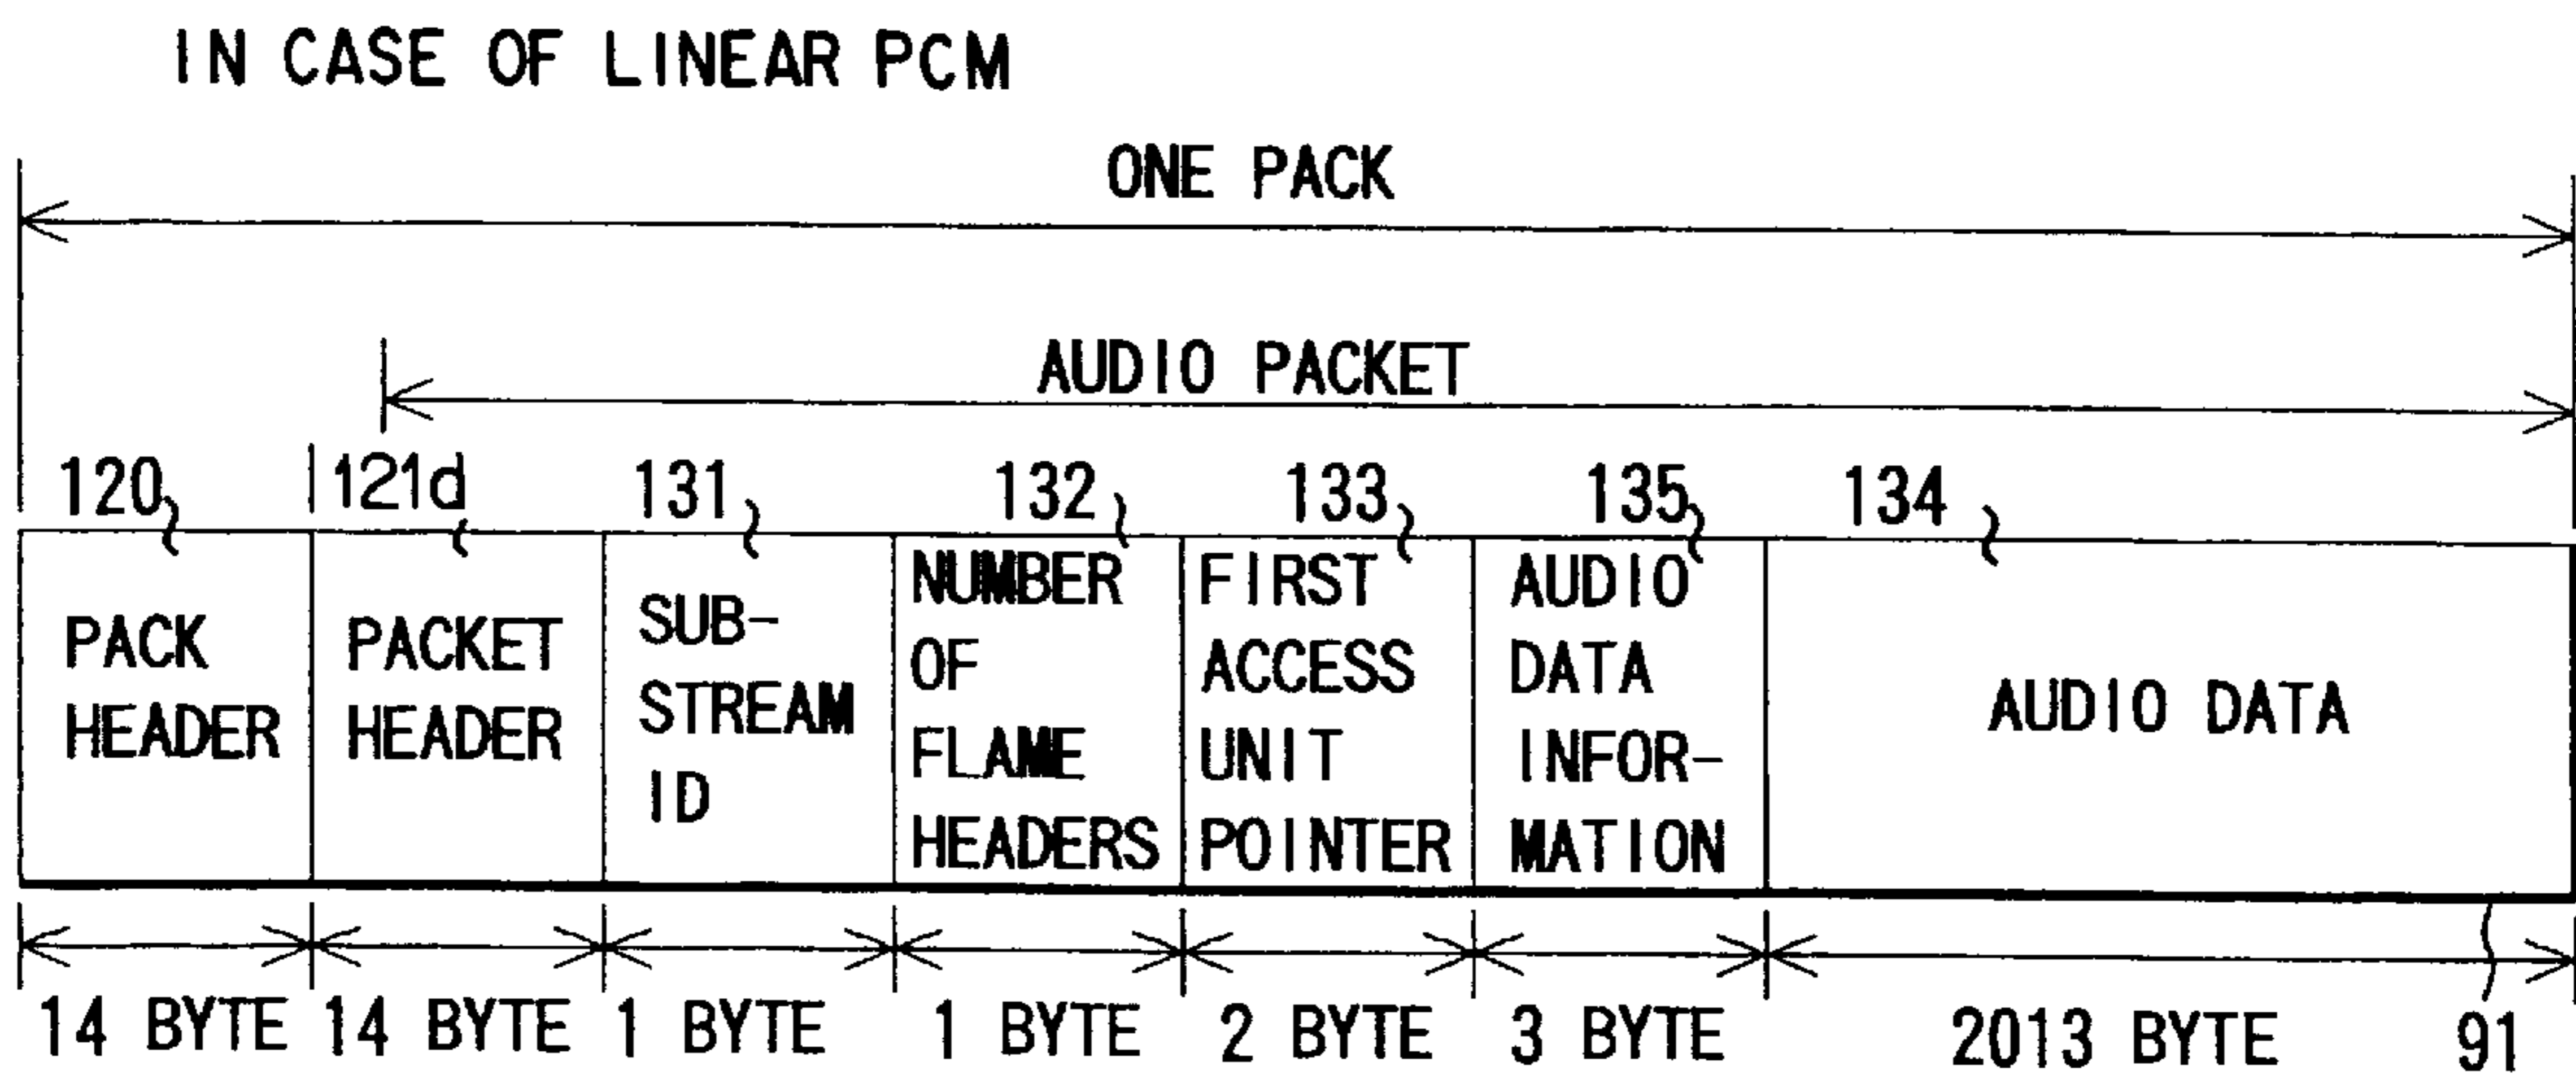 IN CASE OF LINEAR PCM
ONE PACK
AUDIO PACKET
120 121d 131 132 133 135 134
PACK
HEADER
PACKET
HEADER
SUB-
STREAM
ID
NUMBER
OF
FLAME
HEADERS
FIRST
ACCESS
UNIT
POINTER
AUDIO
DATA
INFOR-
MATION
AUDIO DATA
14 BYTE 14 BYTE 1 BYTE 1 BYTE 2 BYTE 3 BYTE 2013 BYTE 91